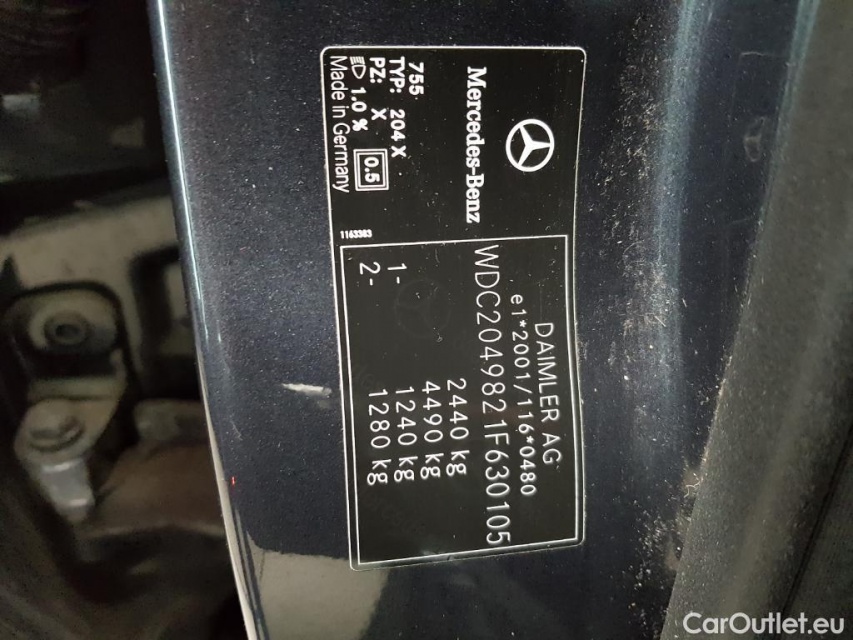 Mercedes-Benz
755
TYP: 204 X
PZ: X
1.0 % 0.5
Made in Germany
1163383
DAIMLER AG
e1*2001/116*0480
WDC2049821F630105
2440 kg
4490 kg
1- 1240 kg
2- 1280 kg
CarOutlet.eu